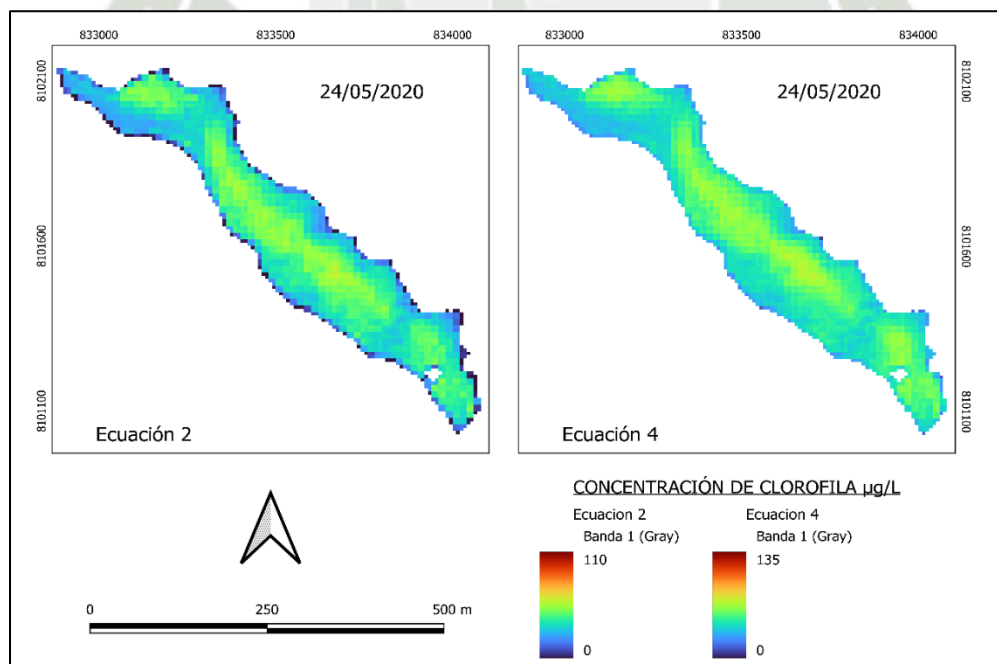 833000 833500 834000
833000 833500 834000
8102100
8101600
8101100
24/05/2020
Ecuación 2
24/05/2020
Ecuación 4
8102100
8101600
8101100
CONCENTRACIÓN DE CLOROFILA µg/L
Ecuacion 2
Banda 1 (Gray)
110
0
Ecuacion 4
Banda 1 (Gray)
135
0
0 250 500 m